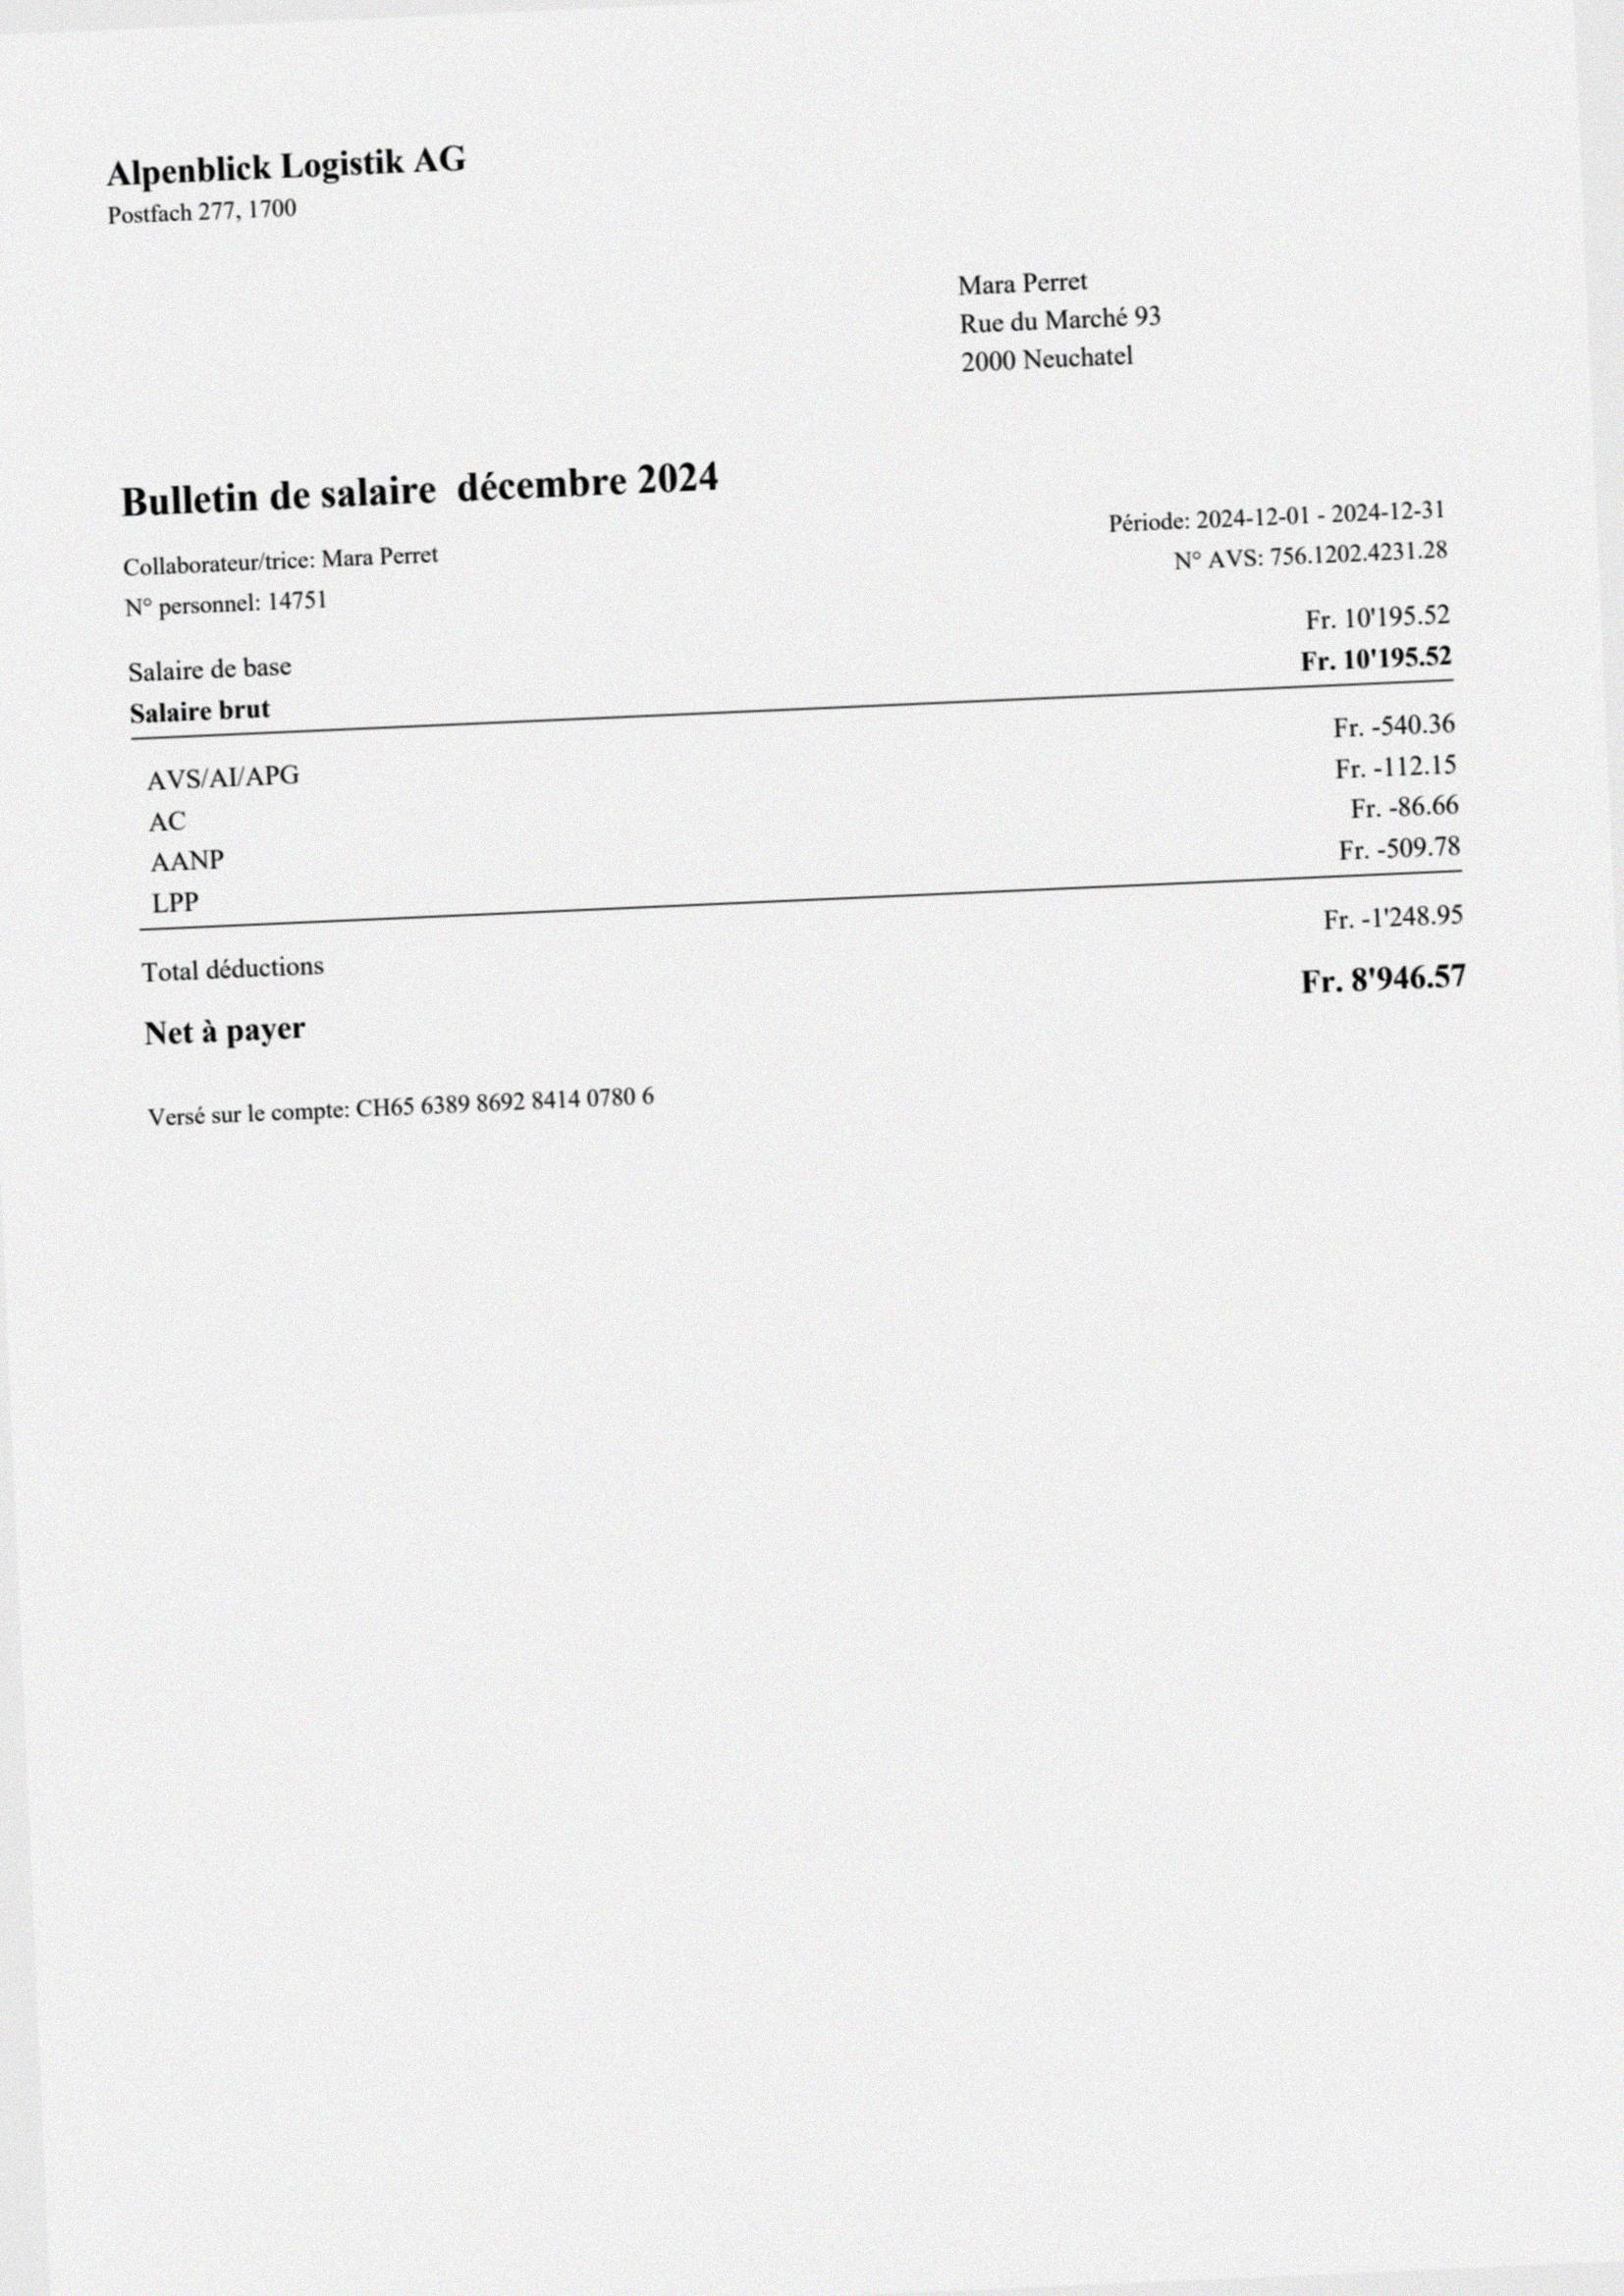 Alpenblick Logistik AG
Postfach 277, 1700
Mara Perret
Rue du Marché 93
2000 Neuchatel
Bulletin de salaire décembre 2024
Période: 2024-12-01 - 2024-12-31
Collaborateur/trice: Mara Perret
N° AVS: 756.1202.4231.28
N° personnel: 14751
Salaire de base Fr. 10'195.52
Salaire brut Fr. 10'195.52
AVS/AI/APG Fr. -540.36
AC Fr. -112.15
AANP Fr. -86.66
LPP Fr. -509.78
Total déductions Fr. -1'248.95
Net à payer Fr. 8'946.57
Versé sur le compte: CH65 6389 8692 8414 0780 6